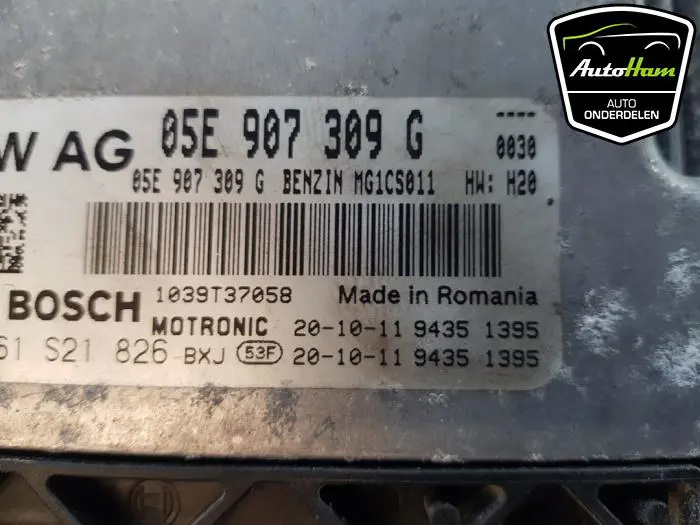 AutoHam
AUTO
ONDERDELEN
W AG 05E 907 309 G ----
0030
05E 907 309 G BENZIN MG1CS011 HW: H20
BOSCH 1039T37058 Made in Romania
MOTRONIC 20-10-11 9435 1395
61 S21 826 BXJ 53F 20-10-11 9435 1395